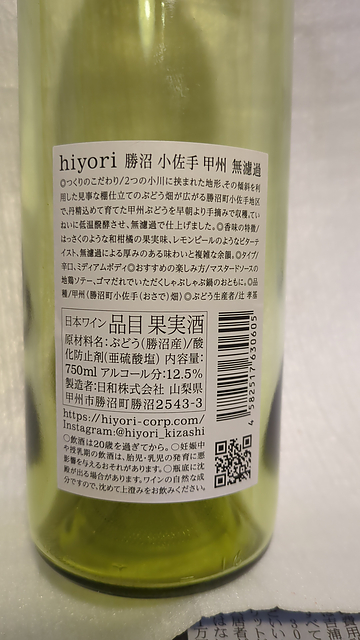 hiyori 勝沼 小佐手 甲州 無濾過
◎つくりのこだわり/2つの小川に挟まれた地形、その傾斜を利
用した見事な棚仕立てのぶどう畑が広がる勝沼町小佐手地区
で、丹精込めて育てた甲州ぶどうを早朝より手摘みで収穫。てい
ねいに低温醗酵させ、無濾過で仕上げました。◎香味の特徴/
はっさくのような和柑橘の果実味、レモンピールのようなビターテ
イスト、無濾過による厚みのある味わいと複雑な余韻。◎タイプ/
辛口、ミディアムボディ◎おすすめの楽しみ方/マスタードソースの
地鶏ソテー、ゴマだれでいただくしゃぶしゃぶ鍋のおともに。◎品
種/甲州(勝沼町小佐手(おさで)畑)◎ぶどう生産者/辻 孝基
日本ワイン 品目 果実酒
原材料名:ぶどう(勝沼産)/酸
化防止剤(亜硫酸塩) 内容量:
750ml アルコール分:12.5%
製造者:日和株式会社 山梨県
甲州市勝沼町勝沼2543-3
https://hiyori-corp.com/
Instagram:@hiyori_kizashi
◯飲酒は20歳を過ぎてから。◯妊娠中
や授乳期の飲酒は、胎児・乳児の発育に悪
影響を与えるおそれがあります。◯瓶底に沈
殿が出る場合があります。ワインの自然な成
分ですので、沈めて上澄みをお飲みください。
4582517630605